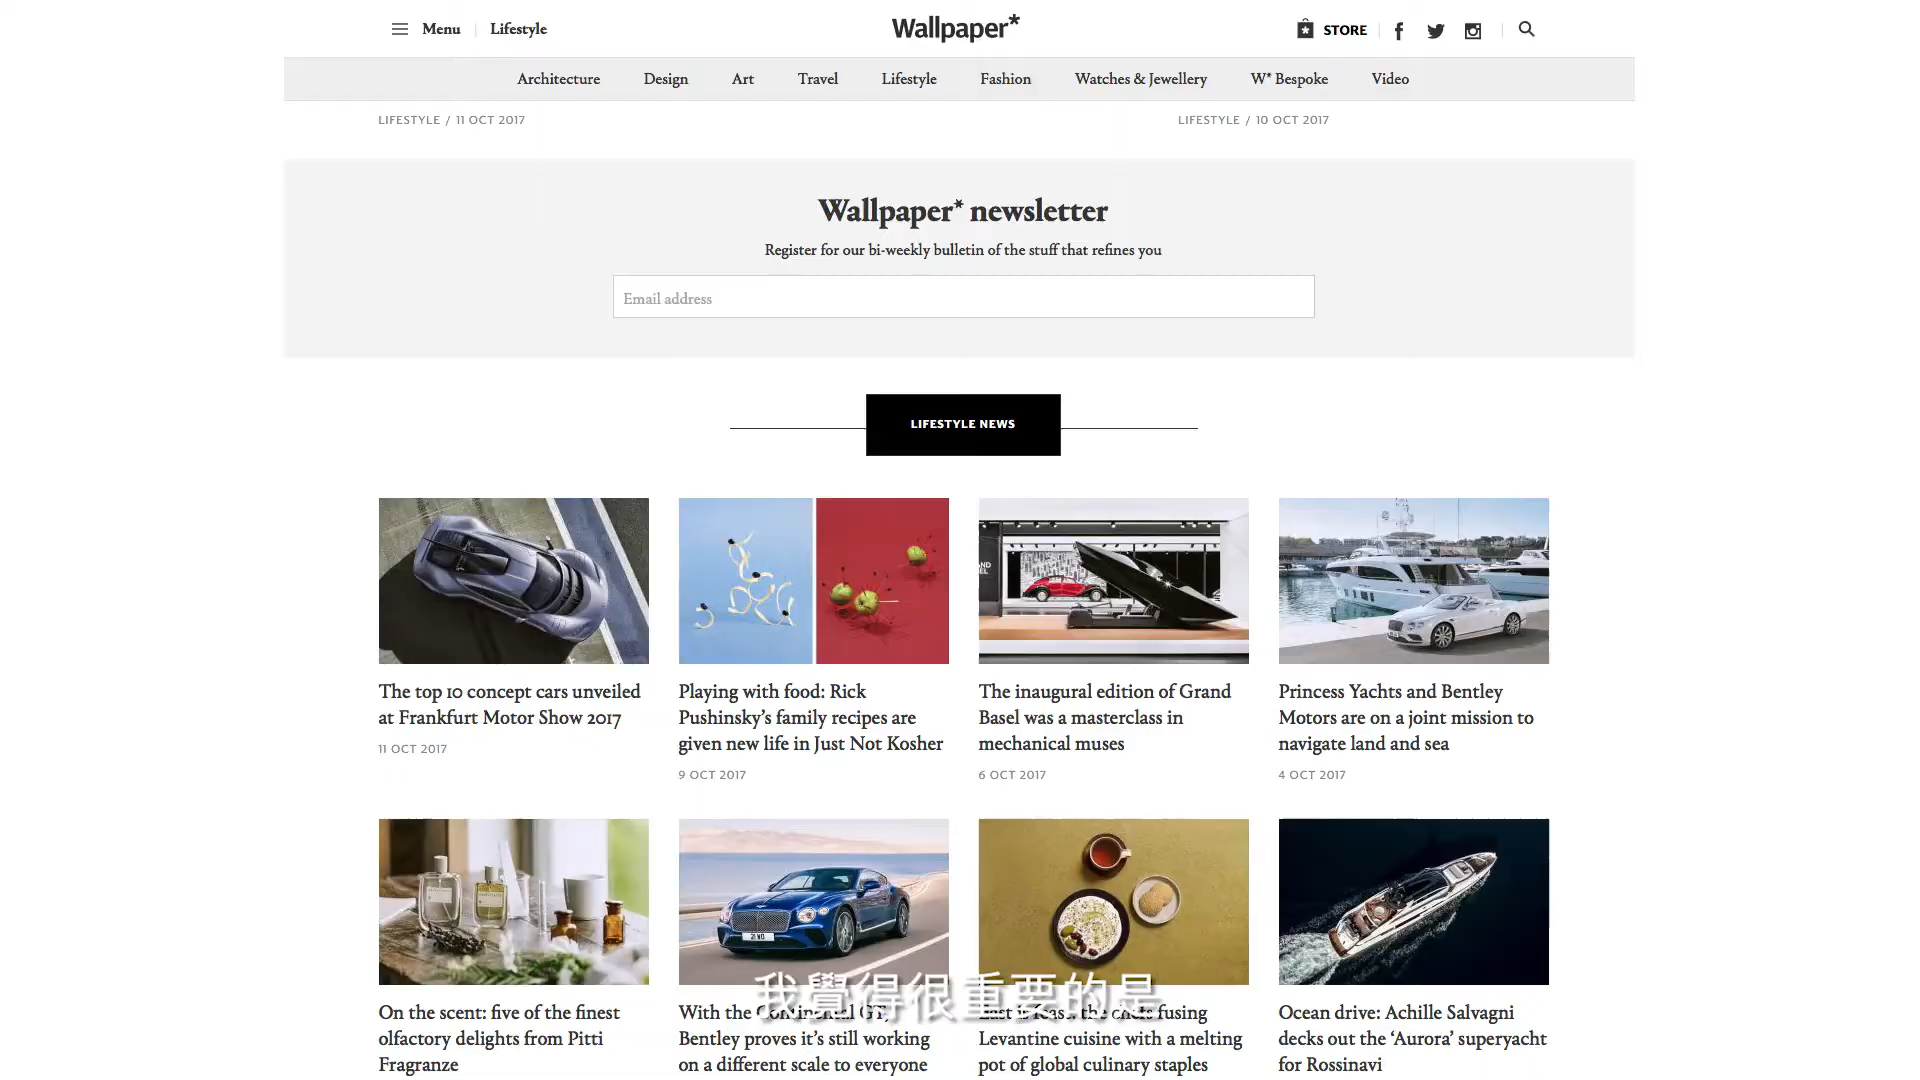 Menu
Lifestyle
Wallpaper*
STORE
Architecture
Design
Art
Travel
Lifestyle
Fashion
Watches & Jewellery
W* Bespoke
Video
LIFESTYLE / 11 OCT 2017
LIFESTYLE / 10 OCT 2017
Wallpaper* newsletter
Register for our bi-weekly bulletin of the stuff that refines you
Email address
LIFESTYLE NEWS
The top 10 concept cars unveiled
at Frankfurt Motor Show 2017
11 OCT 2017
Playing with food: Rick
Pushinsky’s family recipes are
given new life in Just Not Kosher
9 OCT 2017
The inaugural edition of Grand
Basel was a masterclass in
mechanical muses
6 OCT 2017
Princess Yachts and Bentley
Motors are on a joint mission to
navigate land and sea
4 OCT 2017
On the scent: five of the finest
olfactory delights from Pitti
Fragranze
With the Continental GT,
Bentley proves it’s still working
on a different scale to everyone
East is feast: the chefs fusing
Levantine cuisine with a melting
pot of global culinary staples
Ocean drive: Achille Salvagni
decks out the ‘Aurora’ superyacht
for Rossinavi
我覺得很重要的是